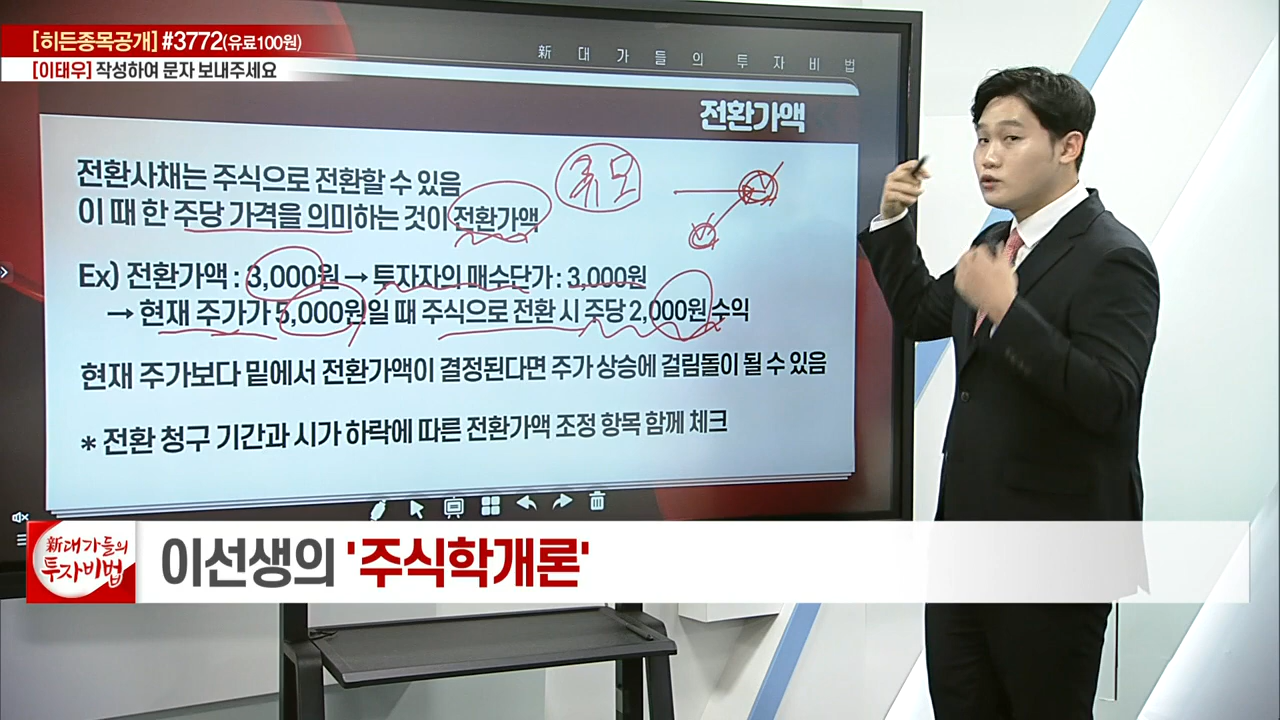 [히든종목공개] #3772(유료100원)
[이태우] 작성하여 문자 보내주세요
新 대 가 들 의 투 자 비 법
전환가액
전환사채는 주식으로 전환할 수 있음
이 때 한 주당 가격을 의미하는 것이 전환가액
Ex) 전환가액 : 3,000원 → 투자자의 매수단가 : 3,000원
→ 현재 주가가 5,000원일 때 주식으로 전환 시 주당 2,000원 수익
현재 주가보다 밑에서 전환가액이 결정된다면 주가 상승에 걸림돌이 될 수 있음
* 전환 청구 기간과 시가 하락에 따른 전환가액 조정 항목 함께 체크
新대가들의
투자비법
이선생의 '주식학개론'